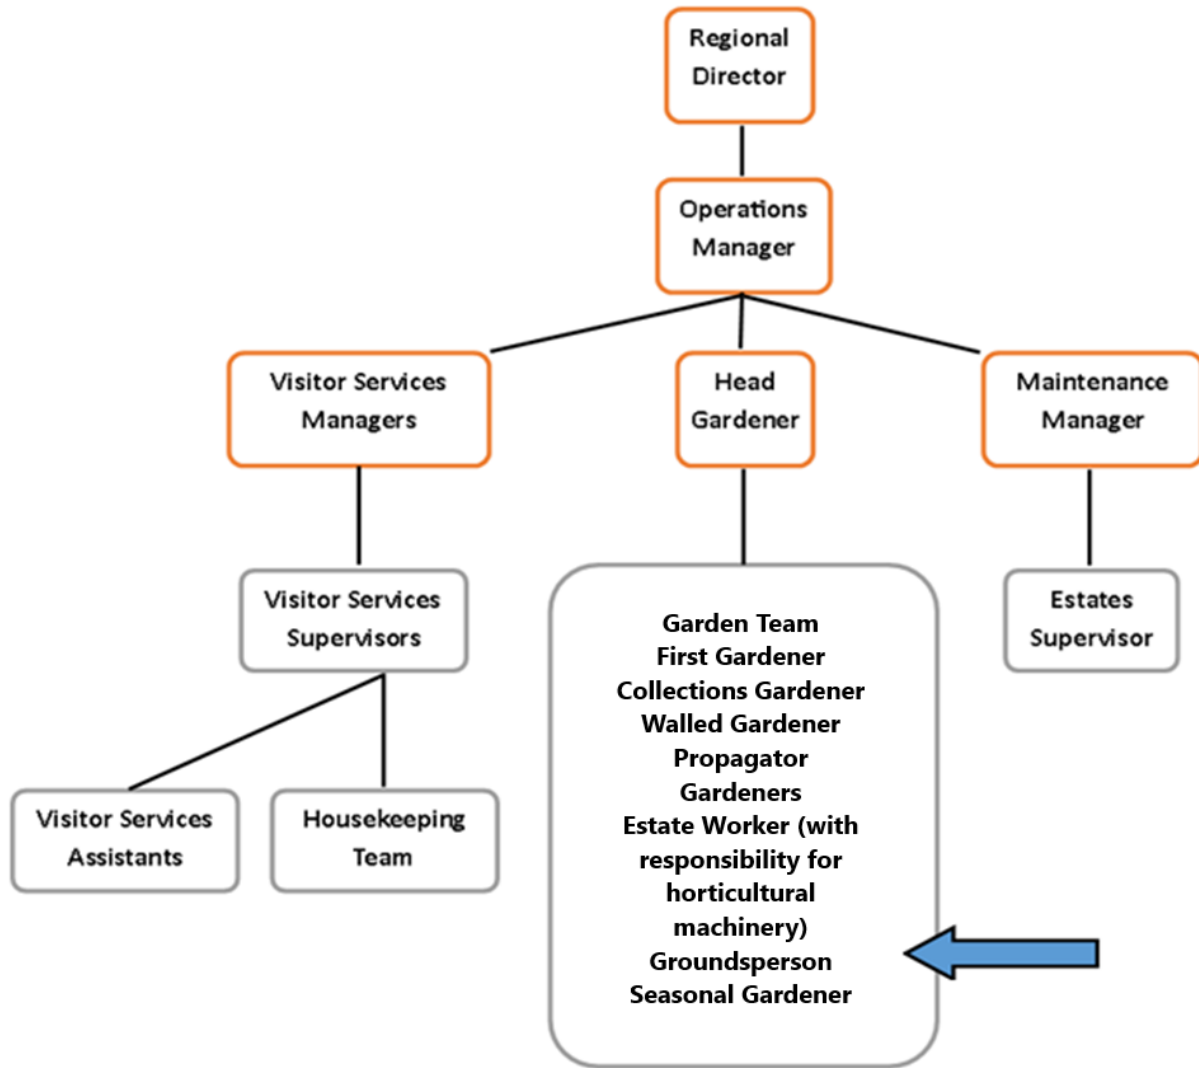 Regional
Director
Operations
Manager
Visitor Services
Managers
Head
Gardener
Maintenance
Manager
Visitor Services
Supervisors
Garden Team
First Gardener
Collections Gardener
Walled Gardener
Propagator
Gardeners
Estate Worker (with
responsibility for
horticultural
machinery)
Groundsperson
Seasonal Gardener
Estates
Supervisor
Visitor Services
Assistants
Housekeeping
Team